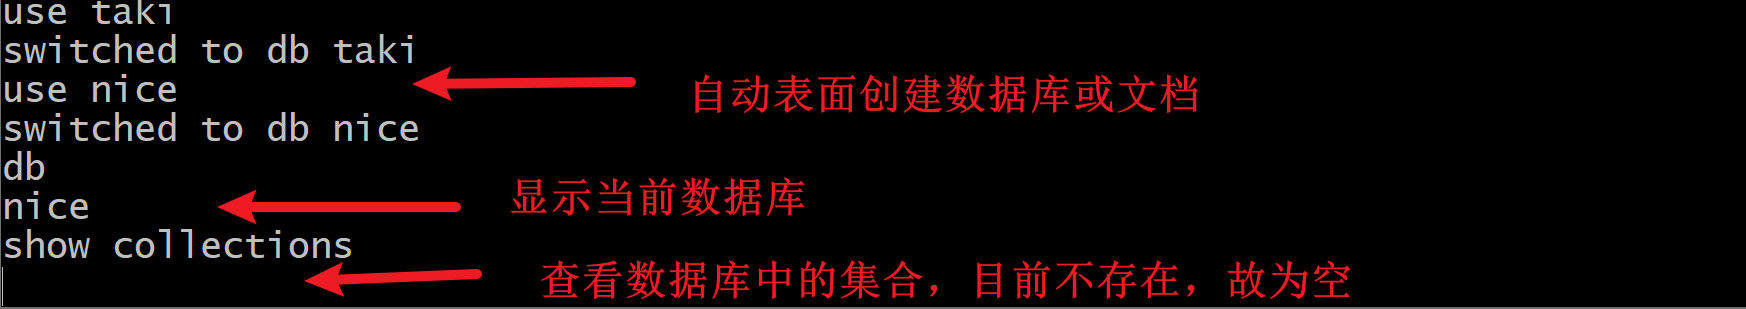 use taki
switched to db taki
use nice
自动表面创建数据库或文档
switched to db nice
db
nice
显示当前数据库
show collections
查看数据库中的集合，目前不存在，故为空